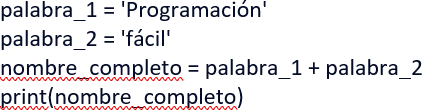 palabra_1 = 'Programación'
palabra_2 = 'fácil'
nombre_completo = palabra_1 + palabra_2
print(nombre_completo)